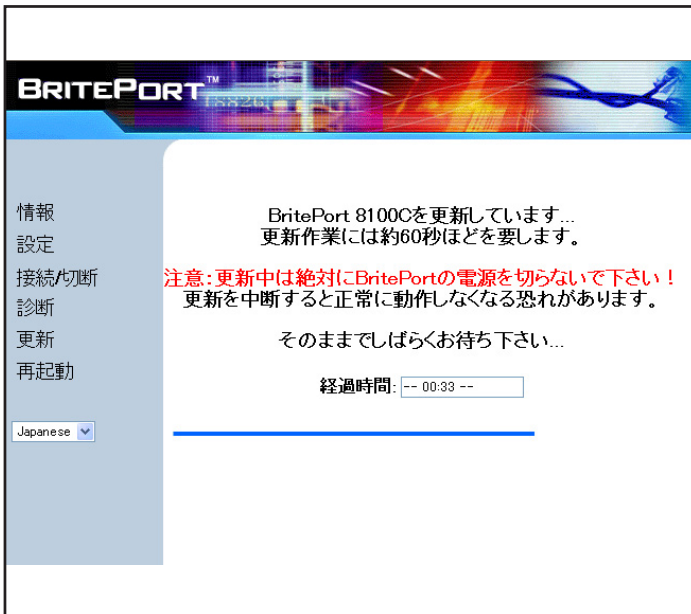 BRITEPORT™
情報
設定
接続/切断
診断
更新
再起動
Japanese
BritePort 8100Cを更新しています...
更新作業には約60秒ほどを要します。
注意:更新中は絶対にBritePortの電源を切らないで下さい!
更新を中断すると正常に動作しなくなる恐れがあります。
そのままでしばらくお待ち下さい...
経過時間: -- 00:33 --